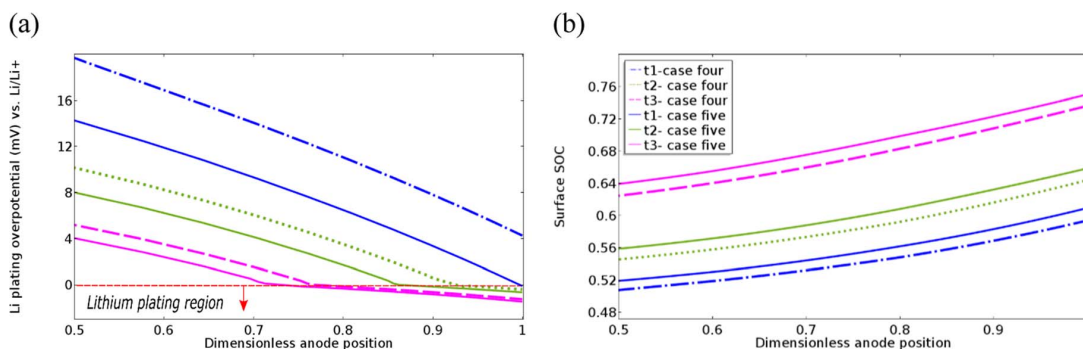 (a)
Li plating overpotential (mV) vs. Li/Li+
16
12
8
4
0
Lithium plating region
0.5 0.6 0.7 0.8 0.9 1
Dimensionless anode position
(b)
Surface SOC
0.76
0.72
0.68
0.64
0.6
0.56
0.52
0.48
t1-case four
t2- case four
t3- case four
t1- case five
t2- case five
t3- case five
0.5 0.6 0.7 0.8 0.9
Dimensionless anode position